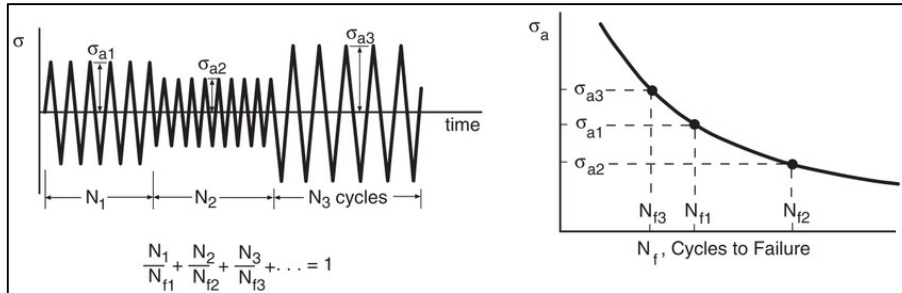 σ
σa1
σa2
σa3
time
N1
N2
N3 cycles
N1/Nf1 + N2/Nf2 + N3/Nf3 + . . . = 1
σa
σa3
σa1
σa2
Nf3
Nf1
Nf2
Nf, Cycles to Failure